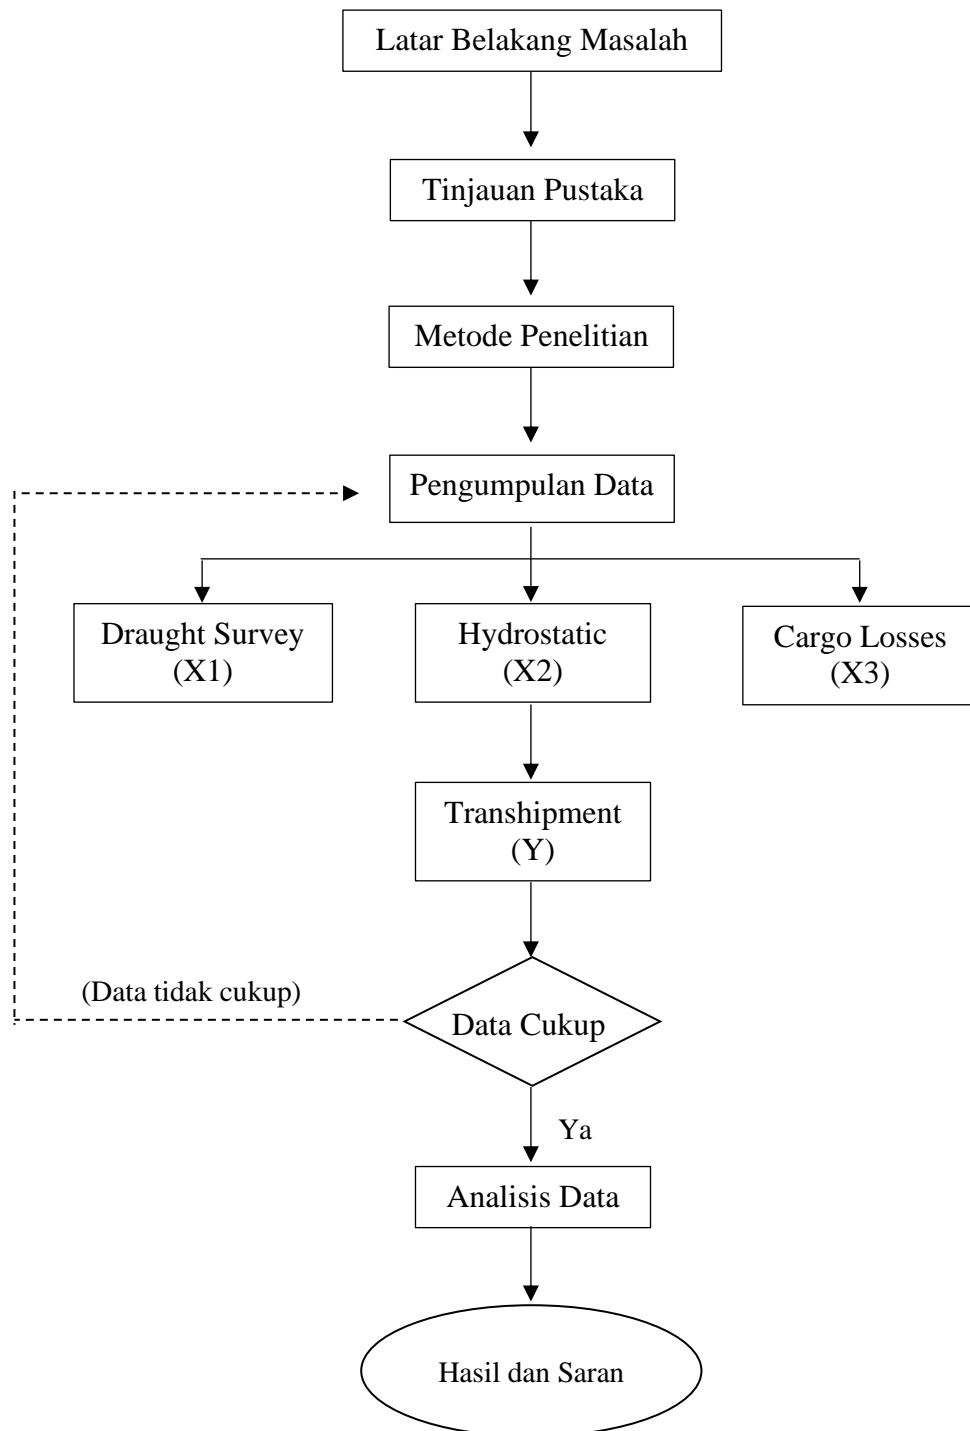 Latar Belakang Masalah
Tinjauan Pustaka
Metode Penelitian
Pengumpulan Data
Draught Survey
(X1)
Hydrostatic
(X2)
Cargo Losses
(X3)
Transhipment
(Y)
(Data tidak cukup)
Data Cukup
Ya
Analisis Data
Hasil dan Saran